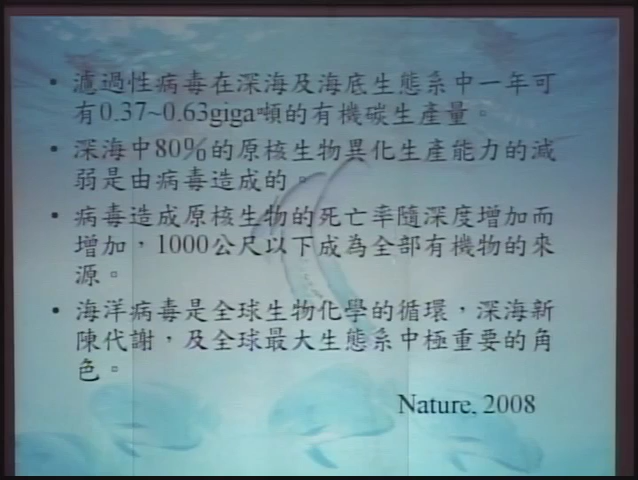 • 濾過性病毒在深海及海底生態系中一年可
有0.37~0.63giga噸的有機碳生產量。
• 深海中80%的原核生物異化生產能力的減
弱是由病毒造成的。
• 病毒造成原核生物的死亡率隨深度增加而
增加，1000公尺以下成為全部有機物的來
源。
• 海洋病毒是全球生物化學的循環，深海新
陳代謝，及全球最大生態系中極重要的角
色。
Nature, 2008